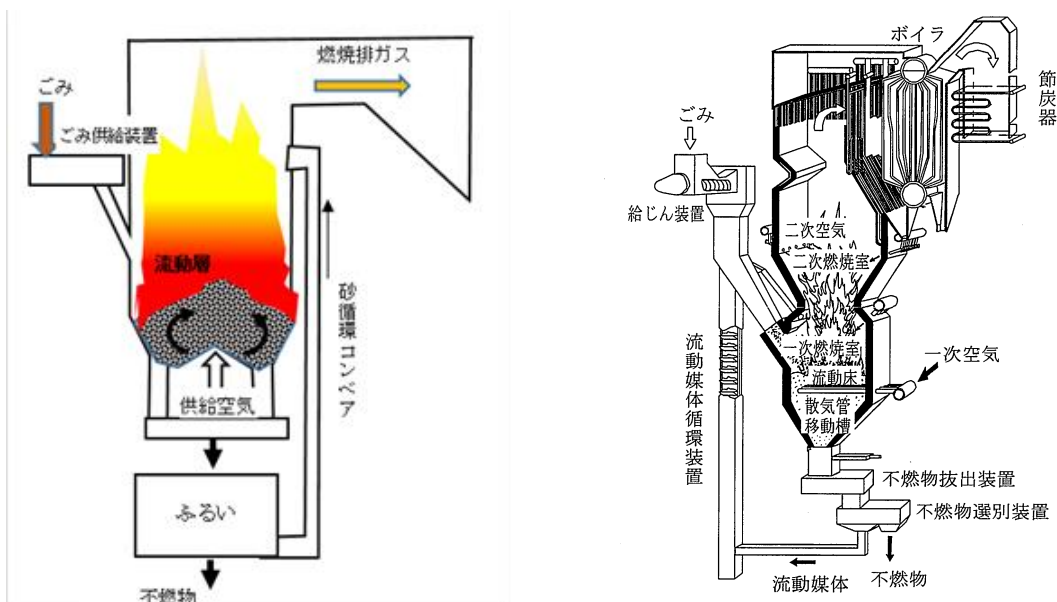 燃焼排ガス
ごみ
ごみ供給装置
流動層
砂循環コンベア
供給空気
ふるい
不燃物
ボイラ
節炭器
ごみ
給じん装置
二次空気
二次燃焼室
一次燃焼室
一次空気
流動床
散気管
移動槽
流動媒体循環装置
不燃物抜出装置
不燃物選別装置
流動媒体
不燃物